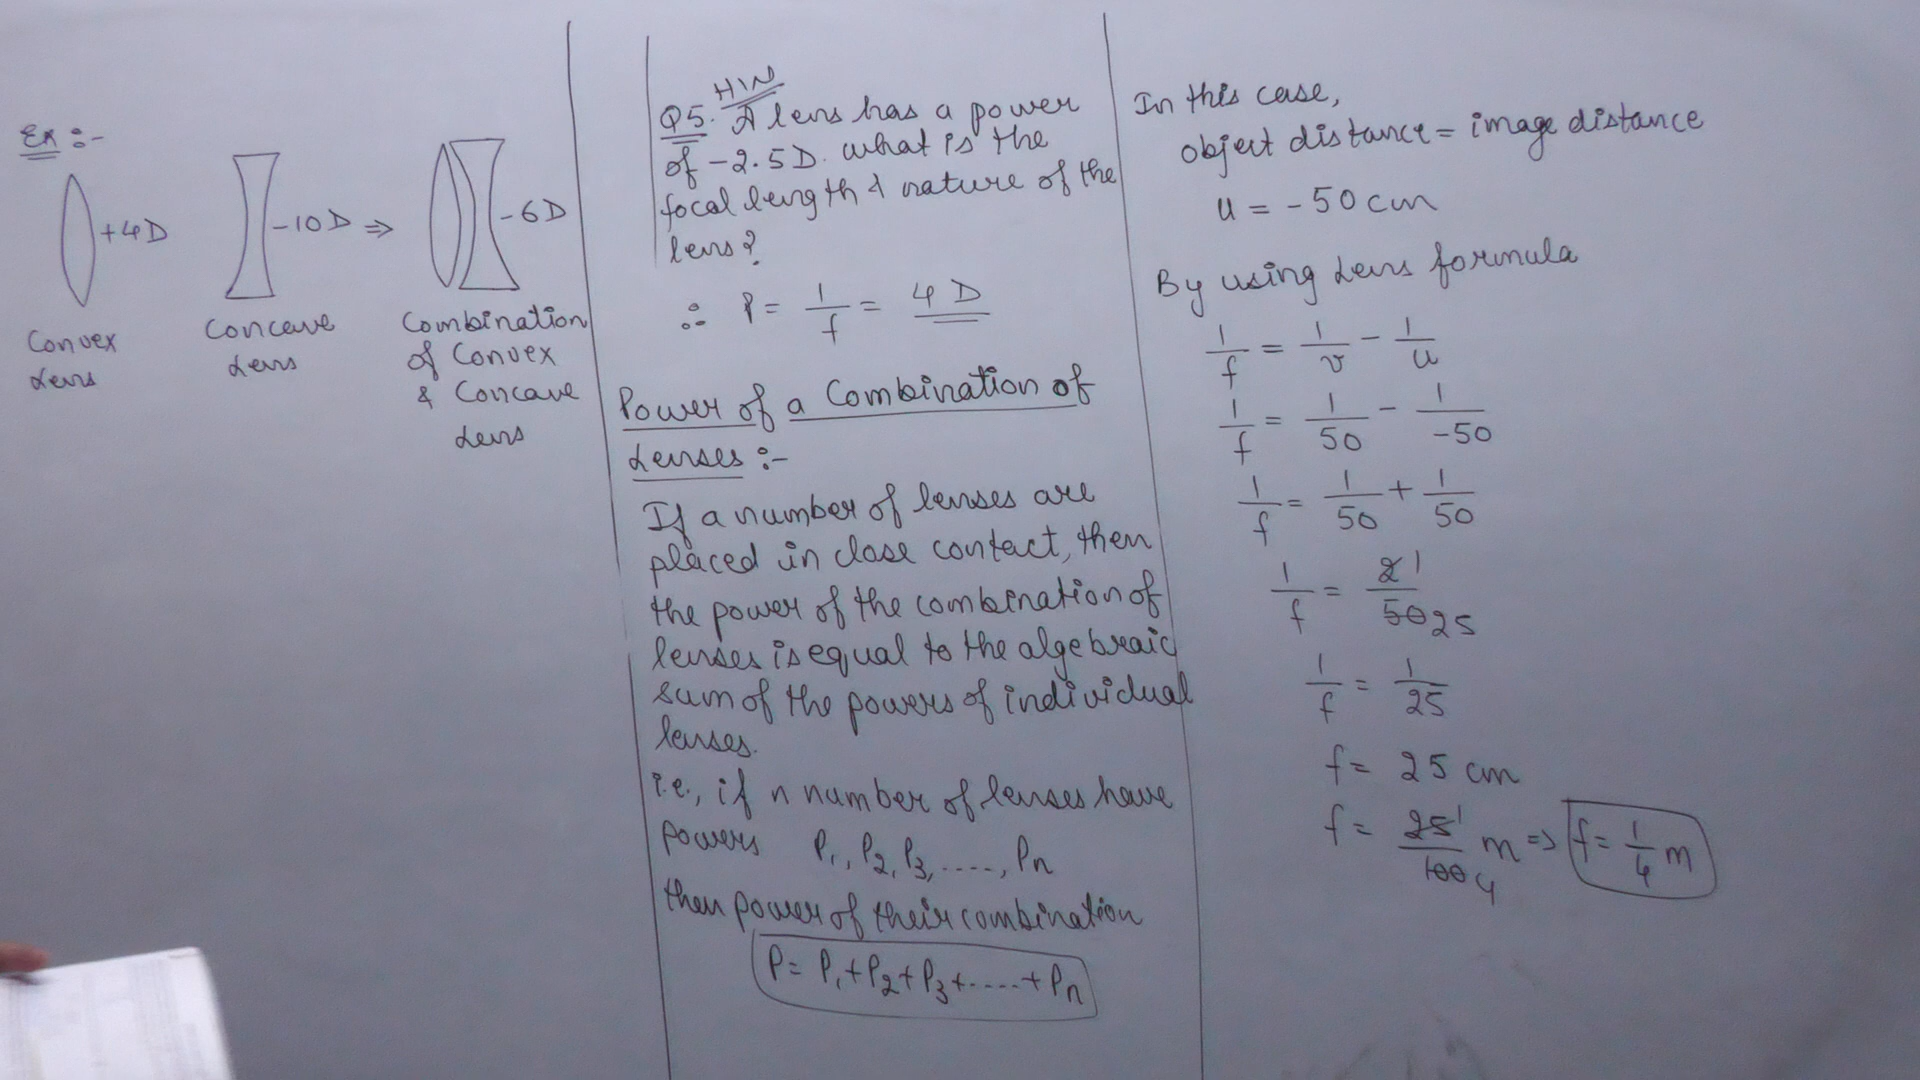 Ex :-
+4D
-10D ⇒
-6D
Convex
Lens
Concave
Lens
Combination
of Convex
& Concave
Lens
H/W
Q5. A lens has a power
of -2.5D. what is the
focal length & nature of the
lens?
∴ P = 1/f = 4 D
Power of a Combination of
Lenses :-
If a number of lenses are
placed in close contact, then
the power of the combination of
lenses is equal to the algebraic
sum of the powers of individual
lenses.
i.e., if n number of lenses have
powers P1, P2, P3, ....., Pn
then power of their combination
P = P1+P2+P3+.....+Pn
In this case,
object distance = image distance
u = -50 cm
By using Lens formula
1/f = 1/v - 1/u
1/f = 1/50 - 1/-50
1/f = 1/50 + 1/50
1/f = 2 1/50 25
1/f = 1/25
f = 25 cm
f = 25 1/100 4 m ⇒ f = 1/4 m